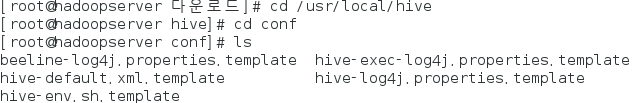 [root@hadoopserver 다운로드]# cd /usr/local/hive
[root@hadoopserver hive]# cd conf
[root@hadoopserver conf]# ls
beeline-log4j.properties.template  hive-exec-log4j.properties.template
hive-default.xml.template          hive-log4j.properties.template
hive-env.sh.template